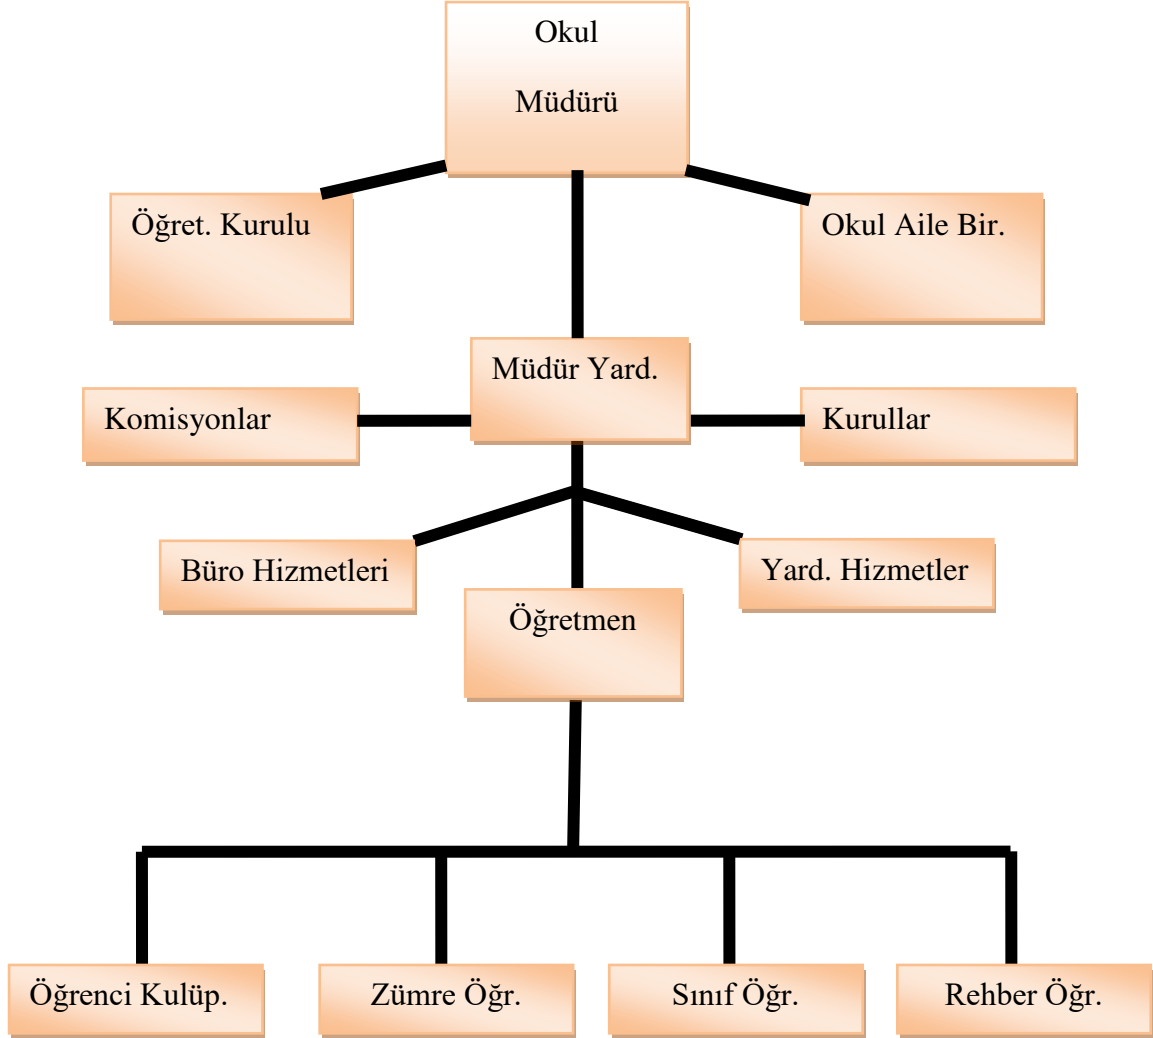 Okul
Müdürü
Öğret. Kurulu
Okul Aile Bir.
Müdür Yard.
Komisyonlar
Kurullar
Büro Hizmetleri
Yard. Hizmetler
Öğretmen
Öğrenci Kulüp.
Zümre Öğr.
Sınıf Öğr.
Rehber Öğr.